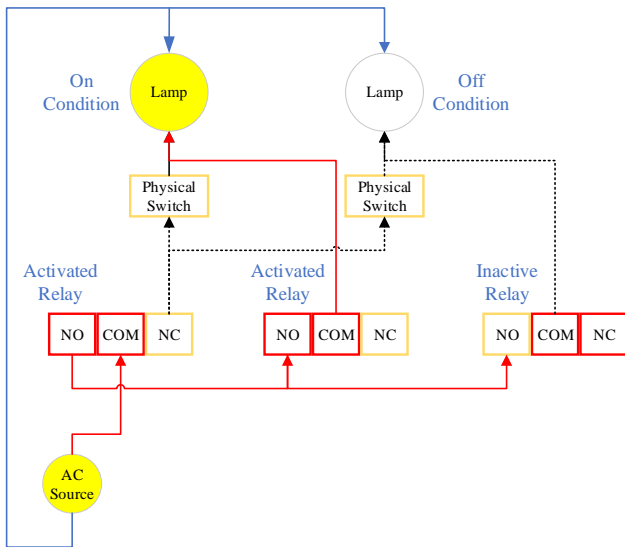 On
Condition
Lamp
Lamp
Off
Condition
Physical
Switch
Physical
Switch
Activated
Relay
Activated
Relay
Inactive
Relay
NO
COM
NC
NO
COM
NC
NO
COM
NC
AC
Source